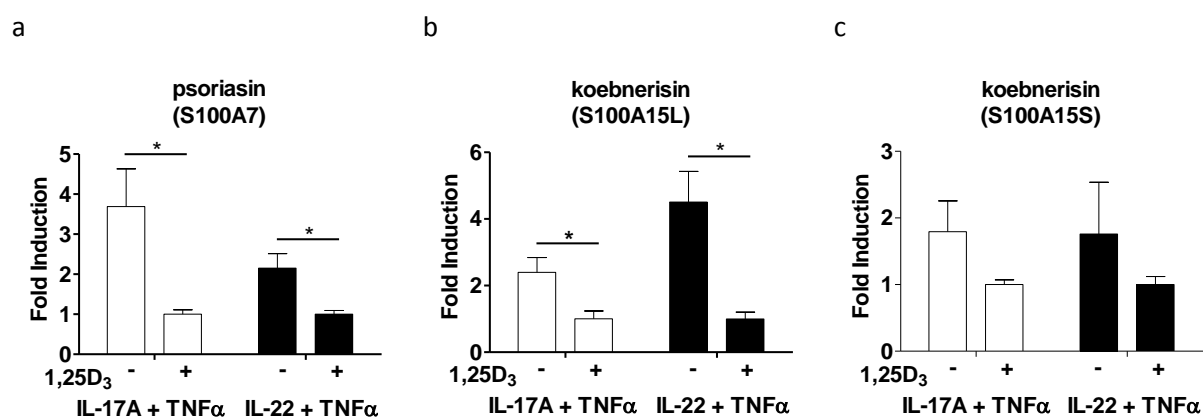 a
b
c
psoriasin
(S100A7)
koebnerisin
(S100A15L)
koebnerisin
(S100A15S)
Fold Induction
5
4
3
2
1
0
*
*
1,25D₃ - + - +
IL-17A + TNFα IL-22 + TNFα
Fold Induction
6
4
2
0
*
*
1,25D₃ - + - +
IL-17A + TNFα IL-22 + TNFα
Fold Induction
3
2
1
0
1,25D₃ - + - +
IL-17A + TNFα IL-22 + TNFα